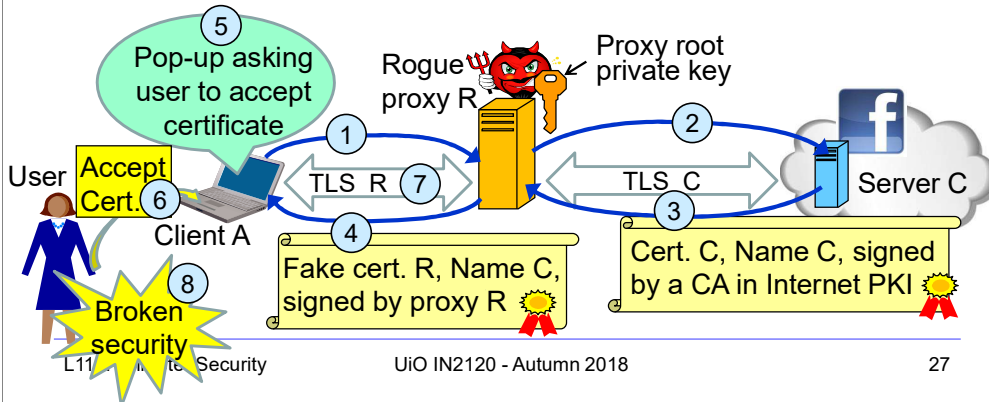 5
Pop-up asking
user to accept
certificate
Rogue
proxy R
Proxy root
private key
f
1
2
User
Accept
Cert.
6
TLS R
7
TLS C
Server C
Client A
4
3
Fake cert. R, Name C,
signed by proxy R
Cert. C, Name C, signed
by a CA in Internet PKI
8
Broken
security
Security
UiO IN2120 - Autumn 2018
27